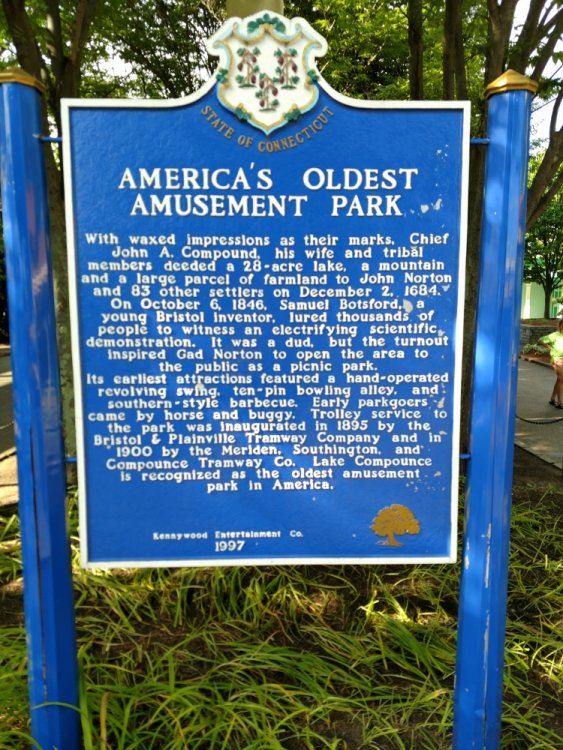 STATE OF CONNECTICUT
AMERICA'S OLDEST
AMUSEMENT PARK
With waxed impressions as their marks, Chief
John A. Compound, his wife and tribal
members deeded a 28-acre lake, a mountain
and a large parcel of farmland to John Norton
and 83 other settlers on December 2, 1684.
On October 6, 1846, Samuel Botsford, a
young Bristol inventor, lured thousands of
people to witness an electrifying scientific
demonstration. It was a dud, but the turnout
inspired Gad Norton to open the area to
the public as a picnic park.
Its earliest attractions featured a hand-operated
revolving swing, ten-pin bowling alley, and
southern-style barbecue. Early parkgoers
came by horse and buggy. Trolley service to
the park was inaugurated in 1895 by the
Bristol & Plainville Tramway Company and in
1900 by the Meriden, Southington, and
Compounce Tramway Co. Lake Compounce
is recognized as the oldest amusement
park in America.
Kennywood Entertainment Co.
1997